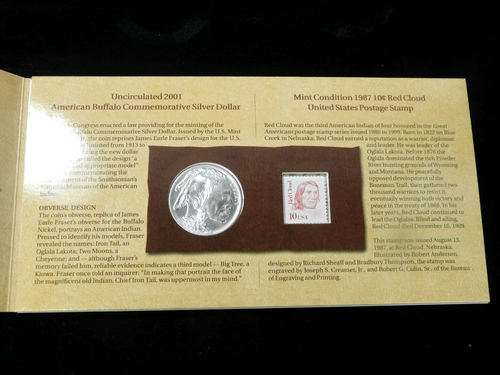 Uncirculated 2001
American Buffalo Commemorative Silver Dollar
Congress enacted a law providing for the minting of the
Commemorative Silver Dollar. Issued by the U.S. Mint
the coin reprises James Earle Fraser's design for the U.S.
minted from 1913 to
the new dollar
called the design "a
and appropriate model"
commemorating the
of the Smithsonian's
Museum of the American
Indian.
OBVERSE DESIGN
The coin's obverse, replica of James
Earle Fraser's obverse for the Buffalo
Nickel, portrays an American Indian.
Pressed to identify his models, Fraser
revealed the names: Iron Tail, an
Oglala Lakota; Two Moons, a
Cheyenne; and — although Fraser's
memory failed him, reliable evidence indicates a third model — Big Tree, a
Kiowa. Fraser once told an inquirer: "In making that portrait the face of
the magnificent old Indian, Chief Iron Tail, was uppermost in my mind."
Mint Condition 1987 10¢ Red Cloud
United States Postage Stamp
Red Cloud was the third American Indian of four honored in the Great
Americans postage stamp series issued 1980 to 1999. Born in 1822 on Blue
Creek in Nebraska, Red Cloud earned a reputation as a warrior, diplomat
and leader. He was leader of the
Oglala Lakota. Before 1876 the
Oglala dominated the rich Powder
River hunting grounds of Wyoming
and Montana. He peacefully
opposed development of the
Bozeman Trail, then gathered two
thousand warriors to resist it,
eventually winning both victory and
peace in the treaty of 1868. In his
later years, Red Cloud continued to
lead the Oglala. Blind and ailing,
Red Cloud died December 10, 1909.
This stamp was issued August 15,
1987, at Red Cloud, Nebraska.
Illustrated by Robert Anderson,
designed by Richard Sheaff and Bradbury Thompson, the stamp was
engraved by Joseph S. Creamer, Jr., and Robert G. Culin, Sr., of the Bureau
of Engraving and Printing.
Red Cloud
10 USA